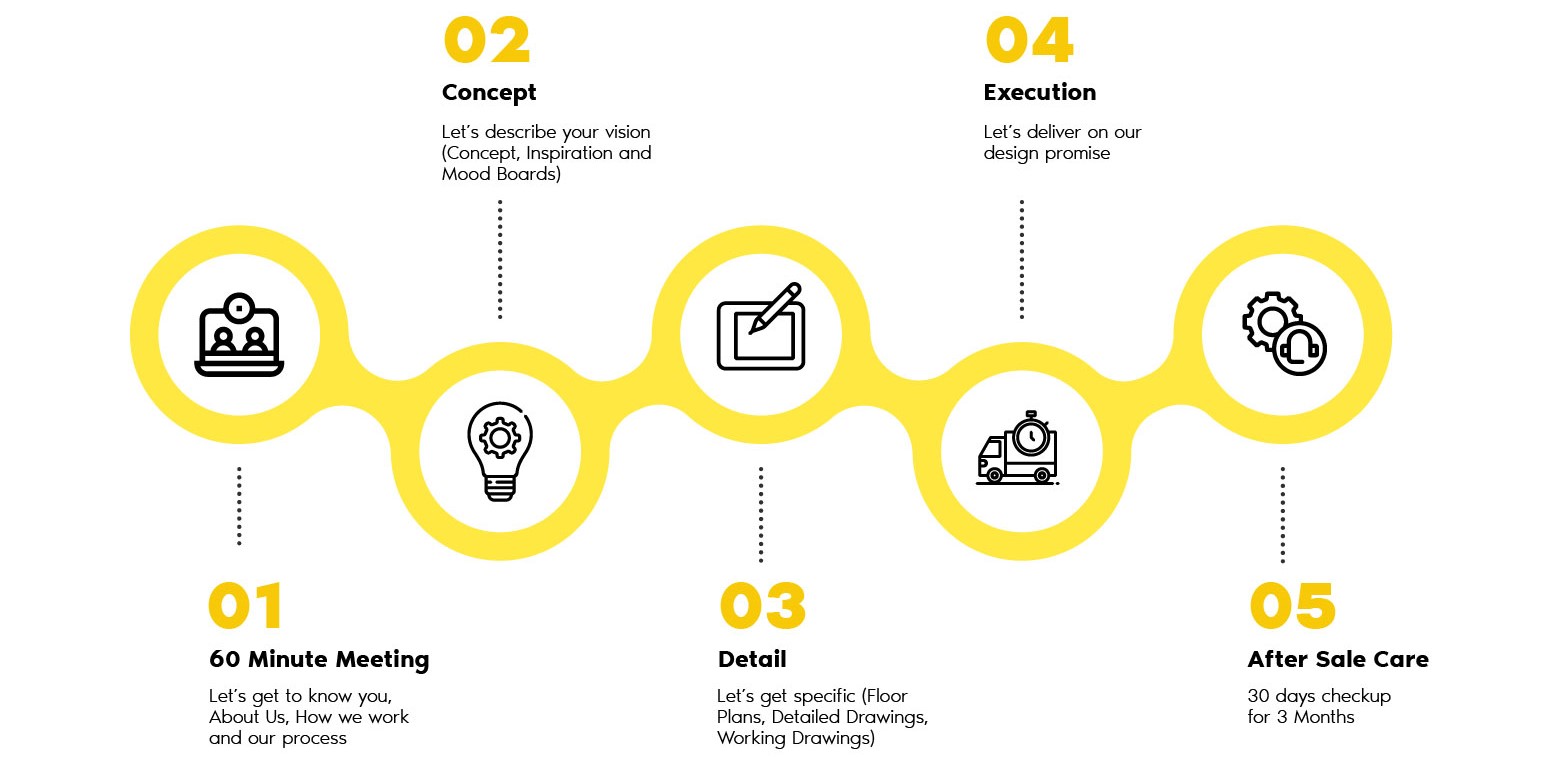 02
Concept
Let's describe your vision
(Concept, Inspiration and
Mood Boards)
04
Execution
Let's deliver on our
design promise
01
60 Minute Meeting
Let's get to know you,
About Us, How we work
and our process
03
Detail
Let's get specific (Floor
Plans, Detailed Drawings,
Working Drawings)
05
After Sale Care
30 days checkup
for 3 Months